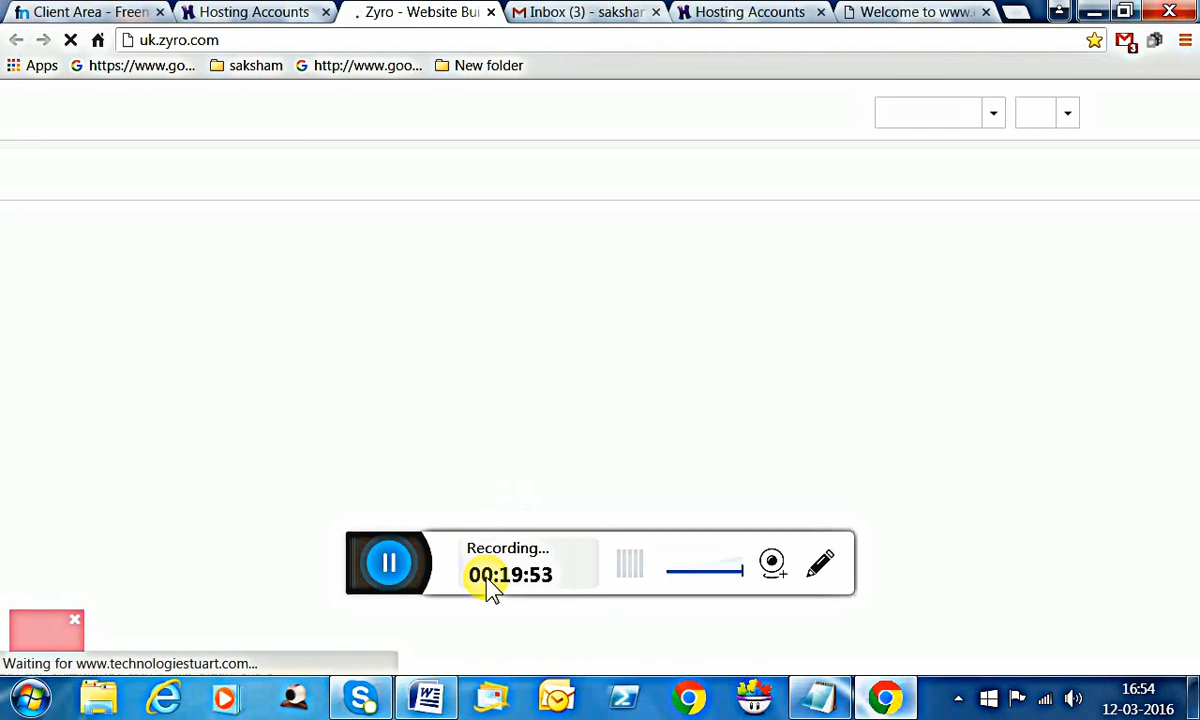 Client Area - Freen
Hosting Accounts
Zyro - Website Bui
Inbox (3) - sakshar
Hosting Accounts
Welcome to www.
uk.zyro.com
3
Apps
https://www.go...
saksham
http://www.goo...
New folder
Recording...
00:19:53
Waiting for www.technologiestuart.com...
16:54
12-03-2016